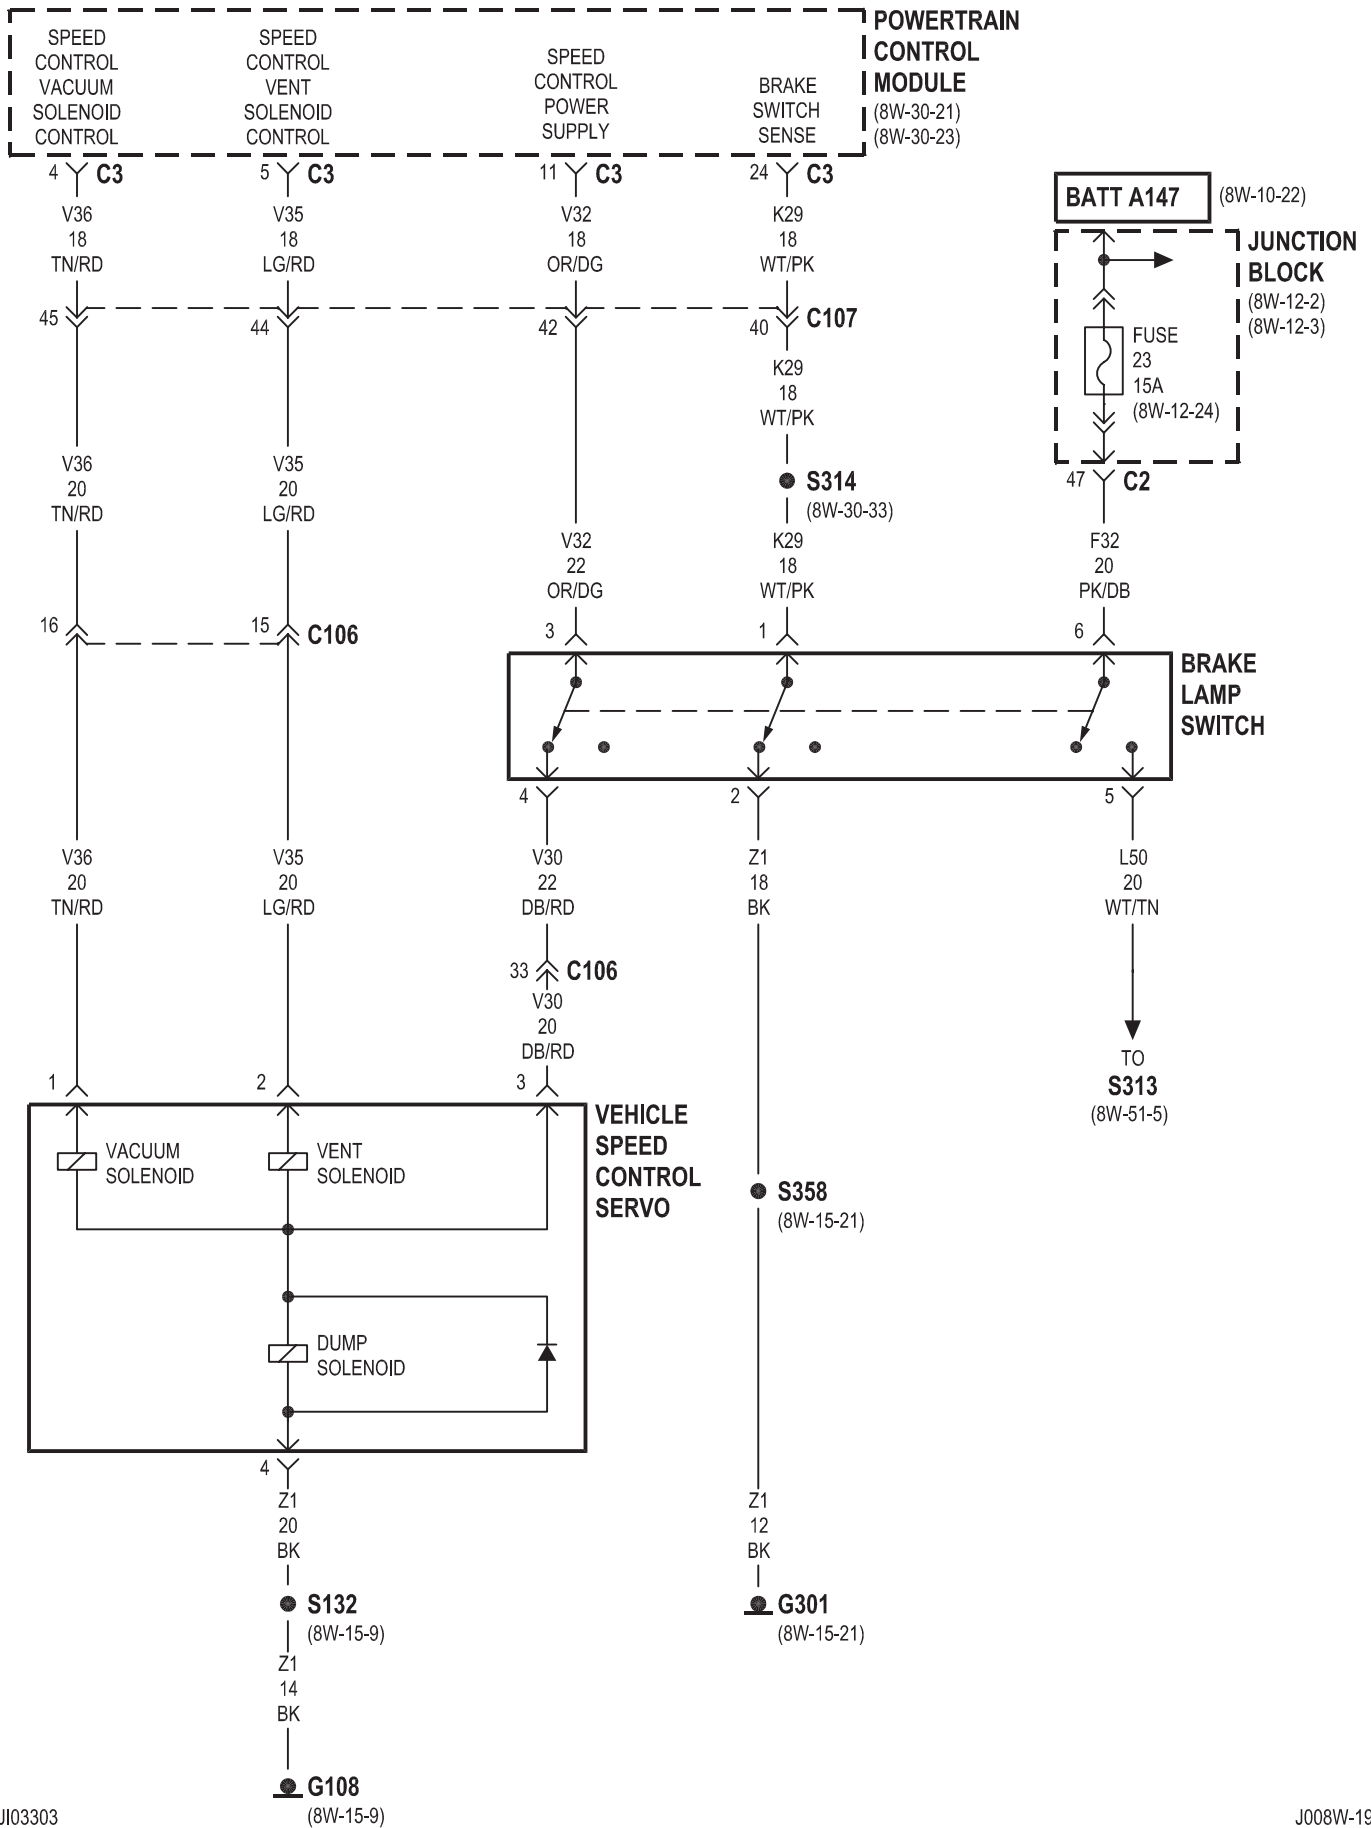 SPEED
CONTROL
VACUUM
SOLENOID
CONTROL
SPEED
CONTROL
VENT
SOLENOID
CONTROL
SPEED
CONTROL
POWER
SUPPLY
BRAKE
SWITCH
SENSE
POWERTRAIN
CONTROL
MODULE
(8W-30-21)
(8W-30-23)
4 C3
5 C3
11 C3
24 C3
V36
18
TN/RD
V35
18
LG/RD
V32
18
OR/DG
K29
18
WT/PK
BATT A147 (8W-10-22)
JUNCTION
BLOCK
(8W-12-2)
(8W-12-3)
FUSE
23
15A
(8W-12-24)
47 C2
45
44
42
40 C107
K29
18
WT/PK
S314
(8W-30-33)
V36
20
TN/RD
V35
20
LG/RD
V32
22
OR/DG
K29
18
WT/PK
F32
20
PK/DB
16
15 C106
3
1
6
BRAKE
LAMP
SWITCH
4
2
5
V36
20
TN/RD
V35
20
LG/RD
V30
22
DB/RD
Z1
18
BK
L50
20
WT/TN
33 C106
V30
20
DB/RD
TO
S313
(8W-51-5)
1
2
3
VEHICLE
SPEED
CONTROL
SERVO
VACUUM
SOLENOID
VENT
SOLENOID
DUMP
SOLENOID
S358
(8W-15-21)
4
Z1
20
BK
Z1
12
BK
S132
(8W-15-9)
G301
(8W-15-21)
Z1
14
BK
G108
(8W-15-9)
JI03303
J008W-19